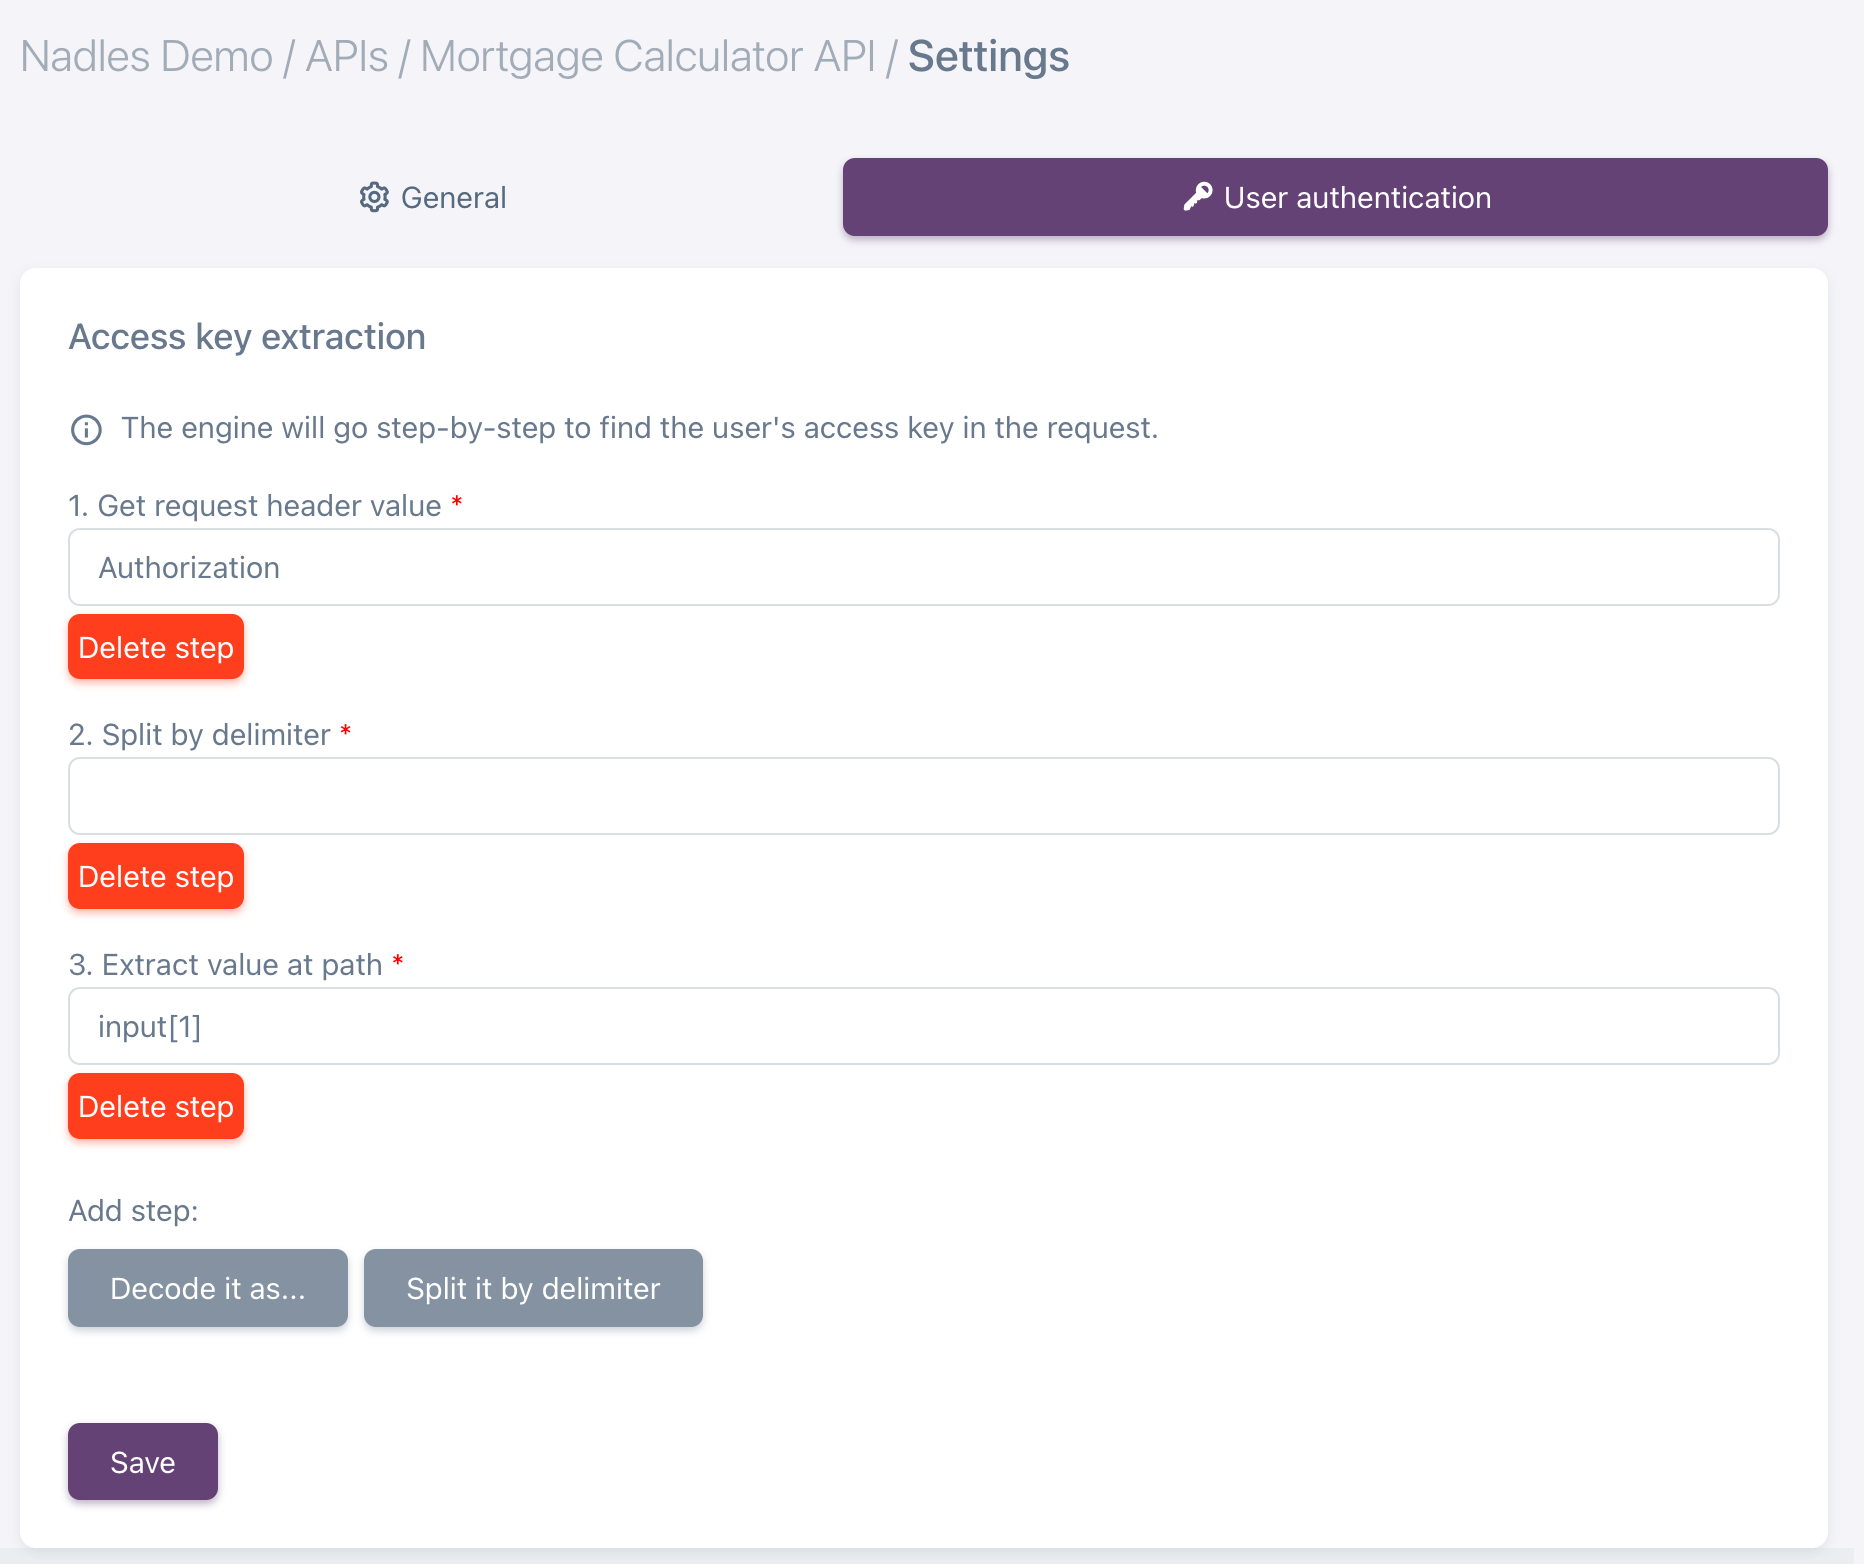 Nadles Demo / APIs / Mortgage Calculator API / Settings
General
User authentication
Access key extraction
The engine will go step-by-step to find the user's access key in the request.
1. Get request header value *
Authorization
Delete step
2. Split by delimiter *
Delete step
3. Extract value at path *
input[1]
Delete step
Add step:
Decode it as...
Split it by delimiter
Save